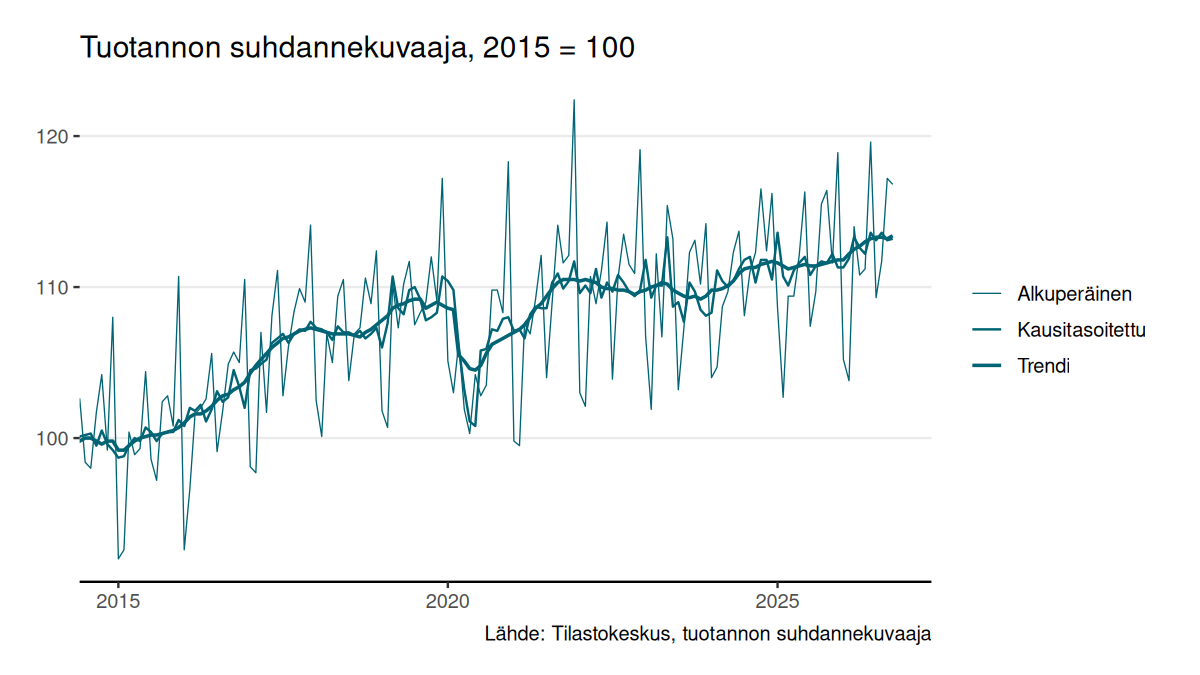 Tuotannon suhdannekuvaaja, 2015 = 100
120
110
100
2015
2020
2025
Alkuperäinen
Kausitasoitettu
Trendi
Lähde: Tilastokeskus, tuotannon suhdannekuvaaja